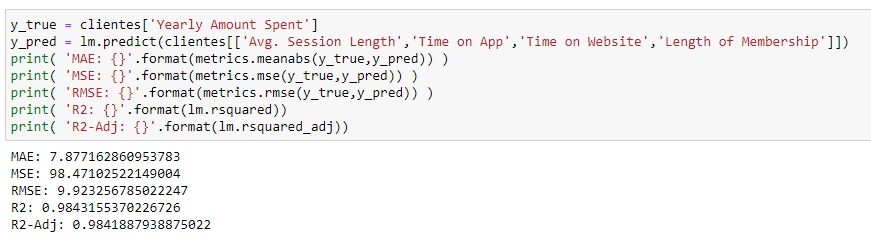 y_true = clientes['Yearly Amount Spent']
y_pred = lm.predict(clientes[['Avg. Session Length','Time on App','Time on Website','Length of Membership']])
print( 'MAE: {}'.format(metrics.meanabs(y_true,y_pred)) )
print( 'MSE: {}'.format(metrics.mse(y_true,y_pred)) )
print( 'RMSE: {}'.format(metrics.rmse(y_true,y_pred)) )
print( 'R2: {}'.format(lm.rsquared))
print( 'R2-Adj: {}'.format(lm.rsquared_adj))
MAE: 7.877162860953783
MSE: 98.47102522149004
RMSE: 9.923256785022247
R2: 0.9843155370226726
R2-Adj: 0.9841887938875022